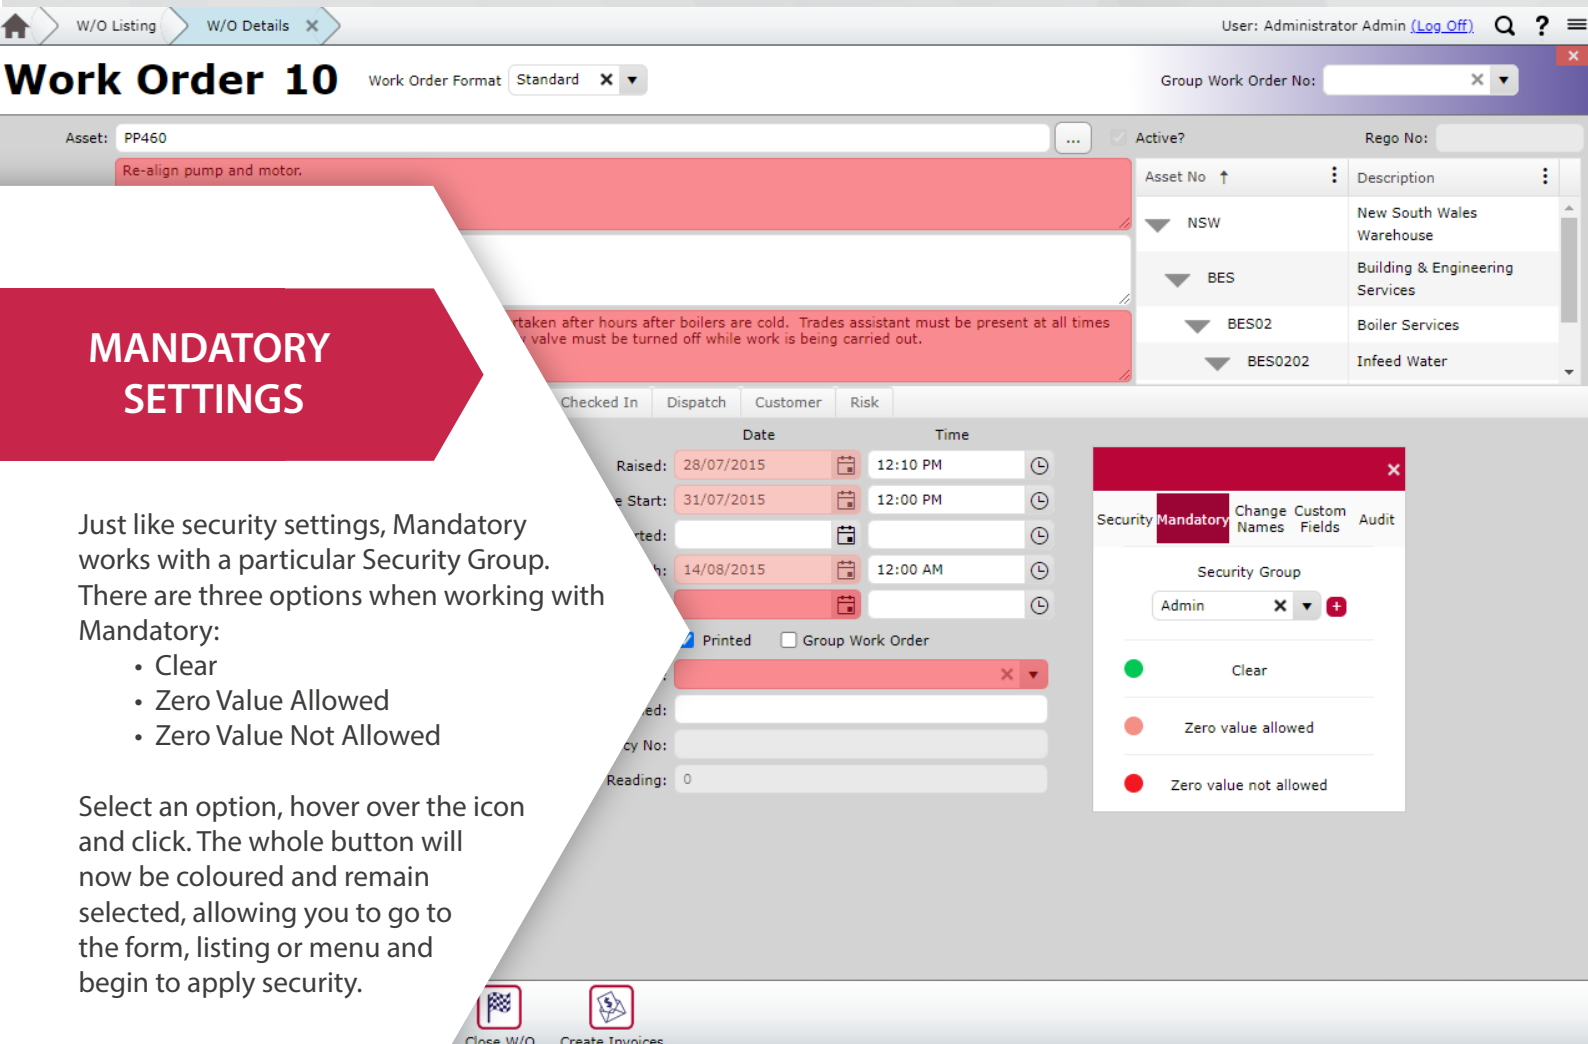 W/O Listing
W/O Details
User: Administrator Admin (Log Off)
?
Work Order 10
Work Order Format
Standard
Group Work Order No:
Asset:
PP460
...
Active?
Rego No:
Re-align pump and motor.
Asset No ↑
Description
NSW
New South Wales
Warehouse
BES
Building & Engineering
Services
BES02
Boiler Services
BES0202
Infeed Water
after hours after boilers are cold. Trades assistant must be present at all times
valve must be turned off while work is being carried out.
MANDATORY
SETTINGS
Just like security settings, Mandatory
works with a particular Security Group.
There are three options when working with
Mandatory:
• Clear
• Zero Value Allowed
• Zero Value Not Allowed
Select an option, hover over the icon
and click. The whole button will
now be coloured and remain
selected, allowing you to go to
the form, listing or menu and
begin to apply security.
Checked In
Dispatch
Customer
Risk
Date
Time
Raised:
28/07/2015
12:10 PM
Start:
31/07/2015
12:00 PM
14/08/2015
12:00 AM
Printed
Group Work Order
No:
Reading:
0
Security
Mandatory
Change
Names
Custom
Fields
Audit
Security Group
Admin
Clear
Zero value allowed
Zero value not allowed
Close W/O
Create Invoices